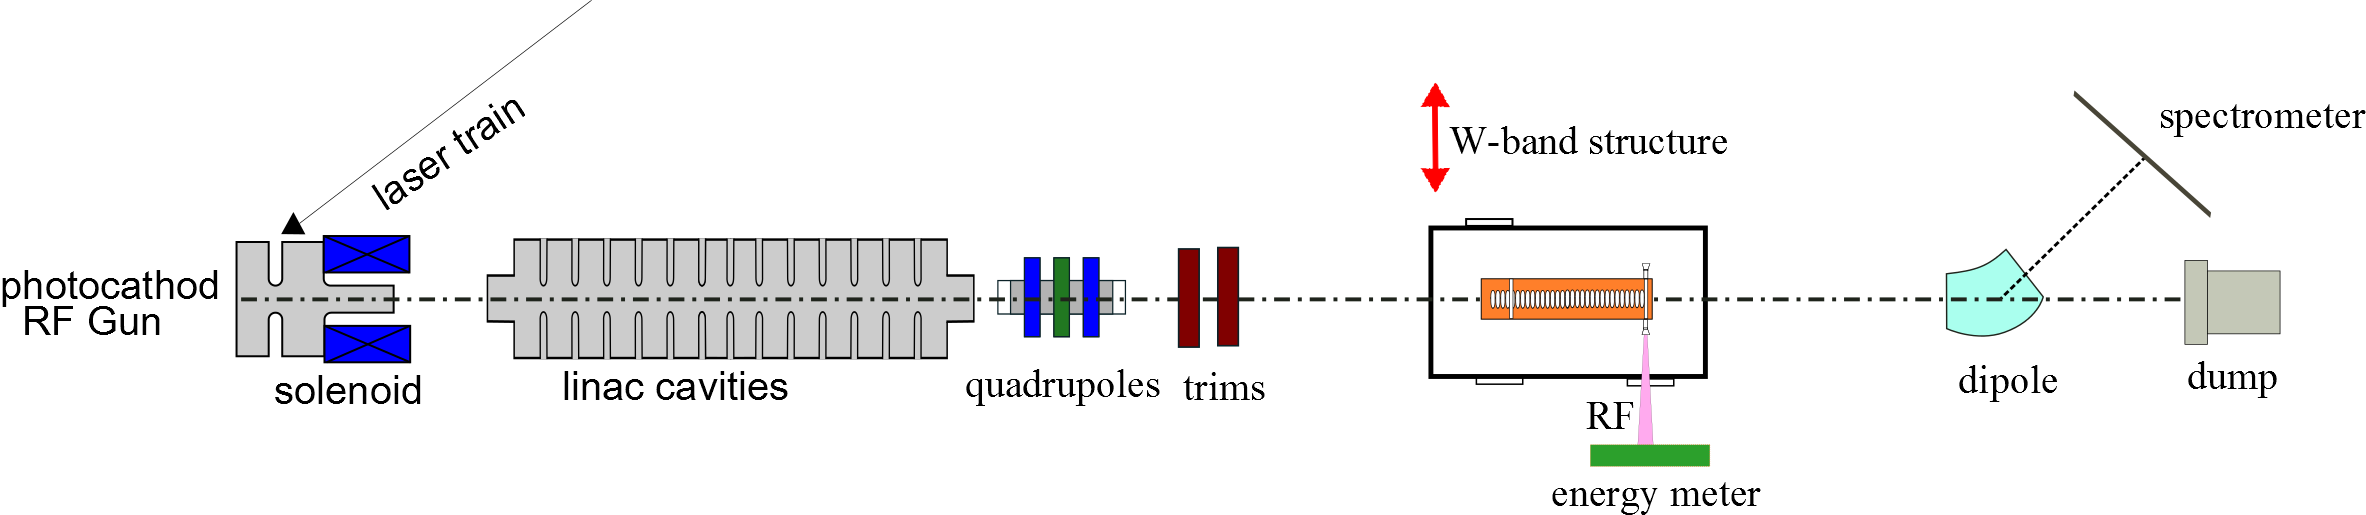 laser train
photocathod
RF Gun
solenoid
linac cavities
quadrupoles
trims
W-band structure
RF
energy meter
spectrometer
dipole
dump